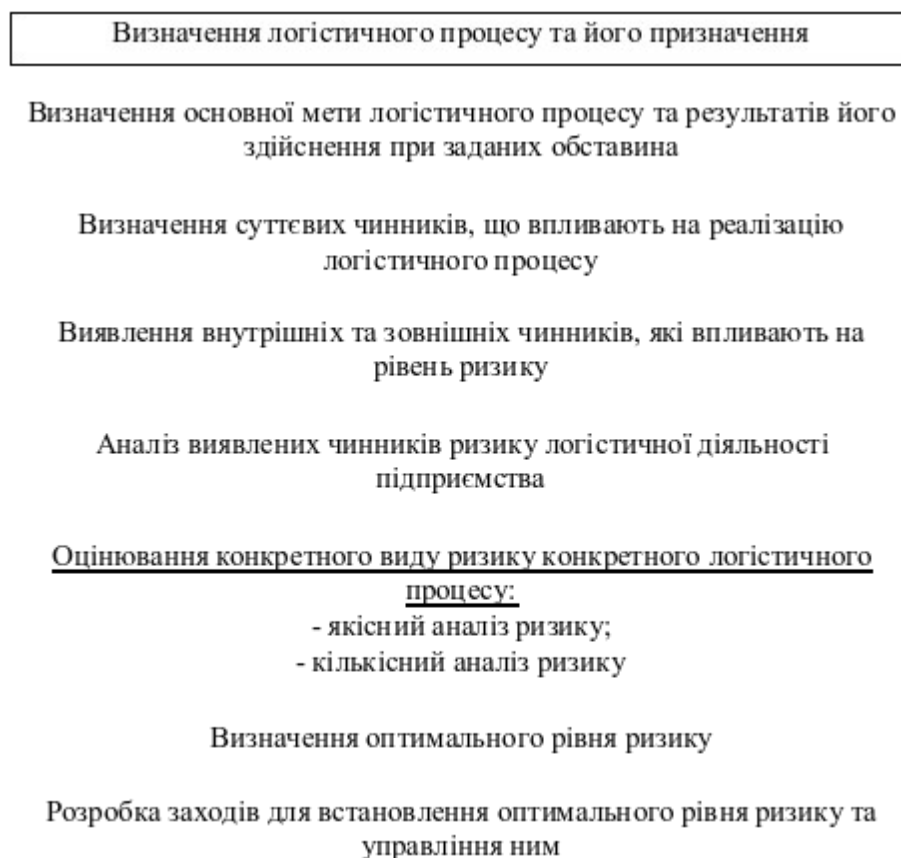 Визначення логістичного процесу та його призначення
Визначення основної мети логістичного процесу та результатів його
здійснення при заданих обставина
Визначення суттєвих чинників, що впливають на реалізацію
логістичного процесу
Виявлення внутрішніх та зовнішніх чинників, які впливають на
рівень ризику
Аналіз виявлених чинників ризику логістичної діяльності
підприємства
Оцінювання конкретного виду ризику конкретного логістичного
процесу:
- якісний аналіз ризику;
- кількісний аналіз ризику
Визначення оптимального рівня ризику
Розробка заходів для встановлення оптимального рівня ризику та
управління ним